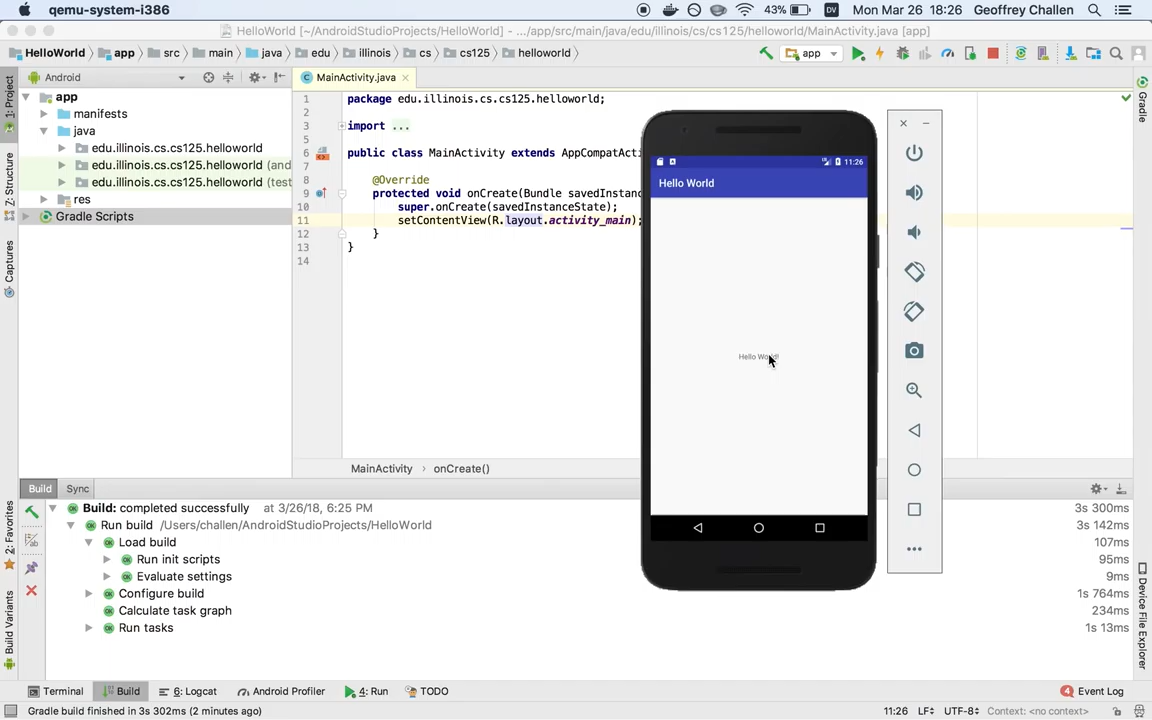 qemu-system-i386
43%
DV
Mon Mar 26 18:26
Geoffrey Challen
HelloWorld [~/AndroidStudioProjects/HelloWorld] - .../app/src/main/java/edu/illinois/cs/cs125/helloworld/MainActivity.java [app]
HelloWorld app src main java edu illinois cs cs125 helloworld
app
Android
MainActivity.java
1: Project
Z: Structure
Captures
2: Favorites
Build Variants
app
manifests
java
edu.illinois.cs.cs125.helloworld
edu.illinois.cs.cs125.helloworld (and
edu.illinois.cs.cs125.helloworld (test
res
Gradle Scripts
1 package edu.illinois.cs.cs125.helloworld;
2
3 import ...
5
6 public class MainActivity extends AppCompatActi
7
8 @Override
9 protected void onCreate(Bundle savedInstanc
10 super.onCreate(savedInstanceState);
11 setContentView(R.layout.activity_main);
12 }
13 }
14
MainActivity › onCreate()
11:26
Hello World
Hello World!
Gradle
Device File Explorer
Build Sync
Build: completed successfully at 3/26/18, 6:25 PM 3s 300ms
Run build /Users/challen/AndroidStudioProjects/HelloWorld 3s 142ms
Load build 107ms
Run init scripts 95ms
Evaluate settings 9ms
Configure build 1s 764ms
Calculate task graph 234ms
Run tasks 1s 13ms
Terminal Build 6: Logcat Android Profiler 4: Run TODO 4 Event Log
Gradle build finished in 3s 302ms (2 minutes ago) 11:26 LF÷ UTF-8÷ Context: <no context>